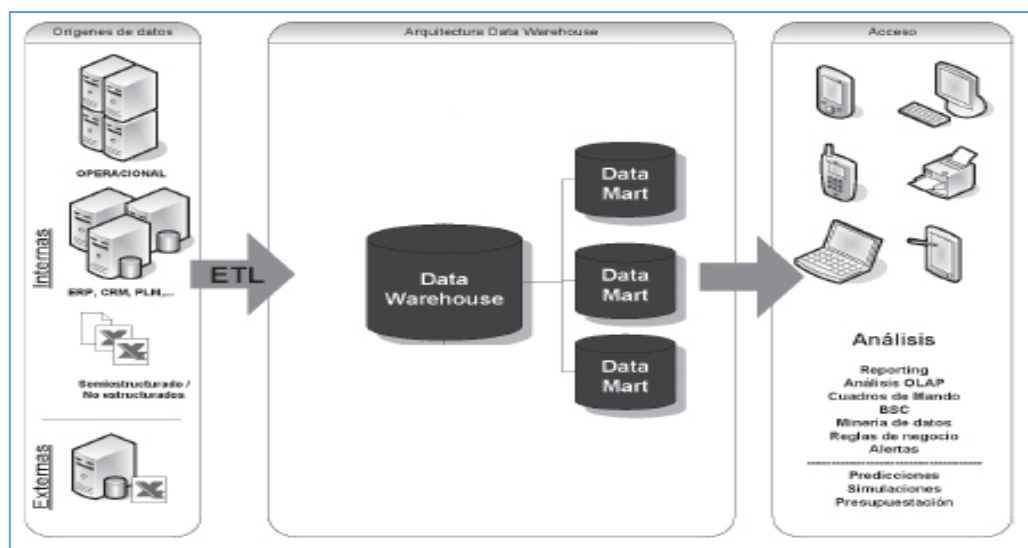 Orígenes de datos
OPERACIONAL
Internas
ERP, CRM, PLM,...
Semiestructurado /
No estructurados
Externas
ETL
Arquitectura Data Warehouse
Data
Warehouse
Data
Mart
Data
Mart
Data
Mart
Acceso
Análisis
Reporting
Análisis OLAP
Cuadros de Mando
BSC
Minería de datos
Reglas de negocio
Alertas
Predicciones
Simulaciones
Presupuestación